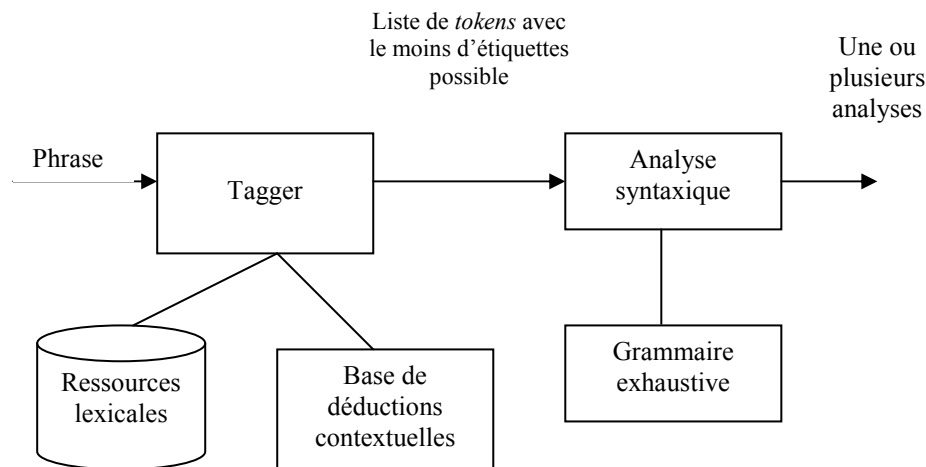 Liste de tokens avec
le moins d’étiquettes
possible
Une ou
plusieurs
analyses
Phrase
Tagger
Analyse
syntaxique
Ressources
lexicales
Base de
déductions
contextuelles
Grammaire
exhaustive